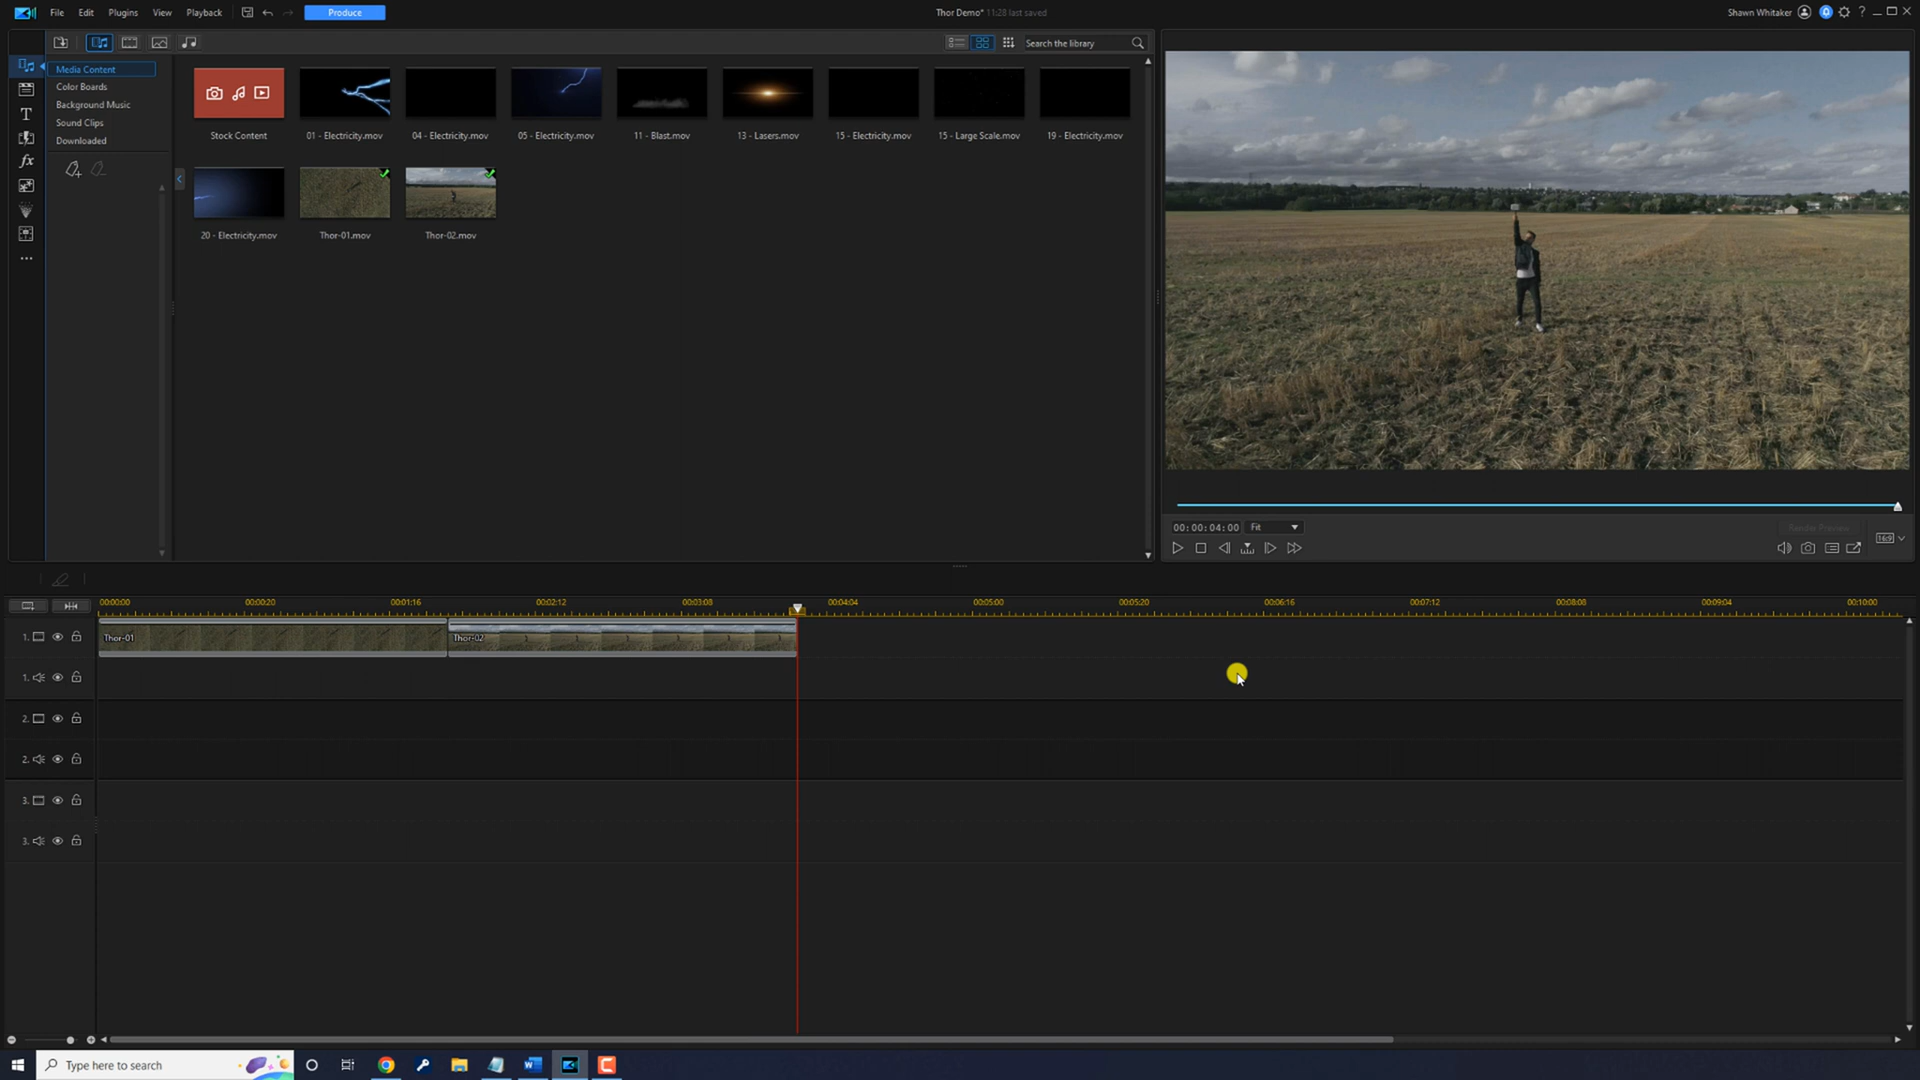 File Edit Plugins View Playback Produce Thor Demo* 11:28 last saved Shawn Whitaker ?
Search the library
Media Content
Color Boards
Background Music
Sound Clips
Downloaded
Stock Content 01 - Electricity.mov 04 - Electricity.mov 05 - Electricity.mov 11 - Blast.mov 13 - Lasers.mov 15 - Electricity.mov 15 - Large Scale.mov 19 - Electricity.mov
20 - Electricity.mov Thor-01.mov Thor-02.mov
T
fx
00:00:04:00 Fit Render Preview
16:9
00:00:00 00:00:20 00:01:16 00:02:12 00:03:08 00:04:04 00:05:00 00:05:20 00:06:16 00:07:12 00:08:08 00:09:04 00:10:00
1. Thor-01 Thor-02
1.
2.
2.
3.
3.
Type here to search